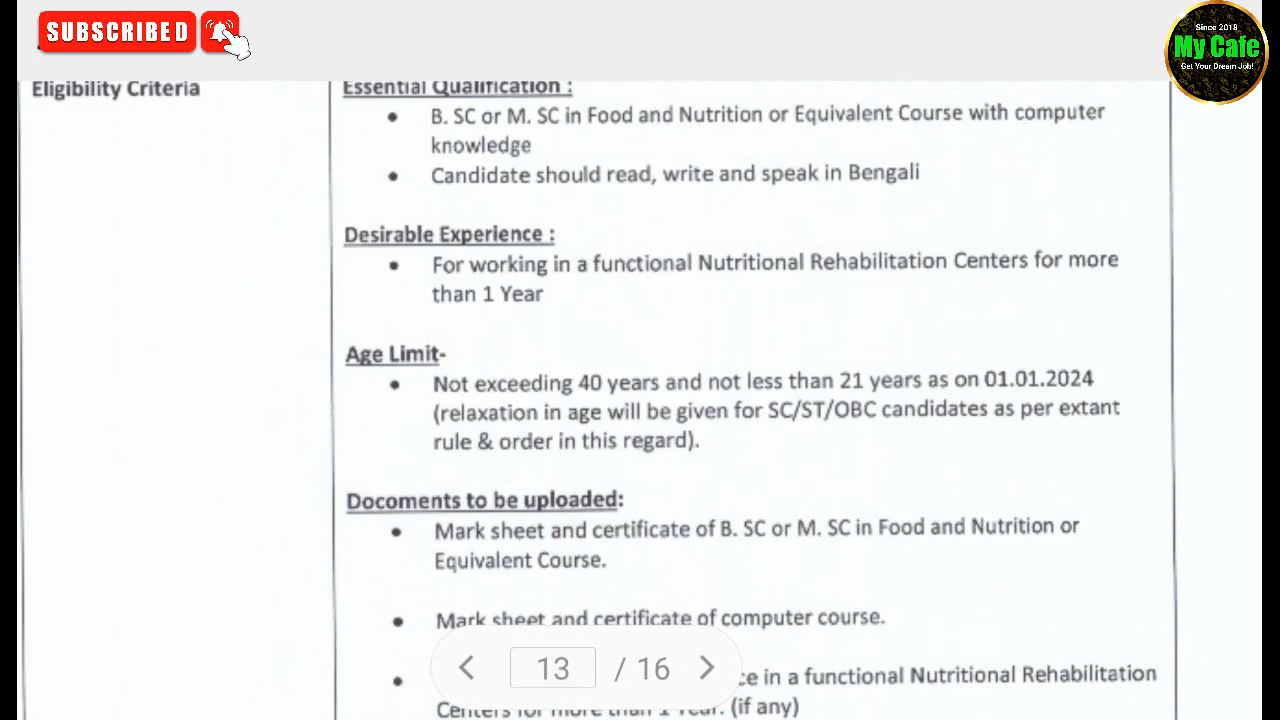 SUBSCRIBED
Since 2018
My Cafe
Get Your Dream Job!
Eligibility Criteria
Essential Qualification :
• B. SC or M. SC in Food and Nutrition or Equivalent Course with computer
knowledge
• Candidate should read, write and speak in Bengali
Desirable Experience :
• For working in a functional Nutritional Rehabilitation Centers for more
than 1 Year
Age Limit-
• Not exceeding 40 years and not less than 21 years as on 01.01.2024
(relaxation in age will be given for SC/ST/OBC candidates as per extant
rule & order in this regard).
Docoments to be uploaded:
• Mark sheet and certificate of B. SC or M. SC in Food and Nutrition or
Equivalent Course.
• Mark sheet and certificate of computer course.
• in a functional Nutritional Rehabilitation
Centers for more than 1 Year. (if any)
< 13 / 16 >